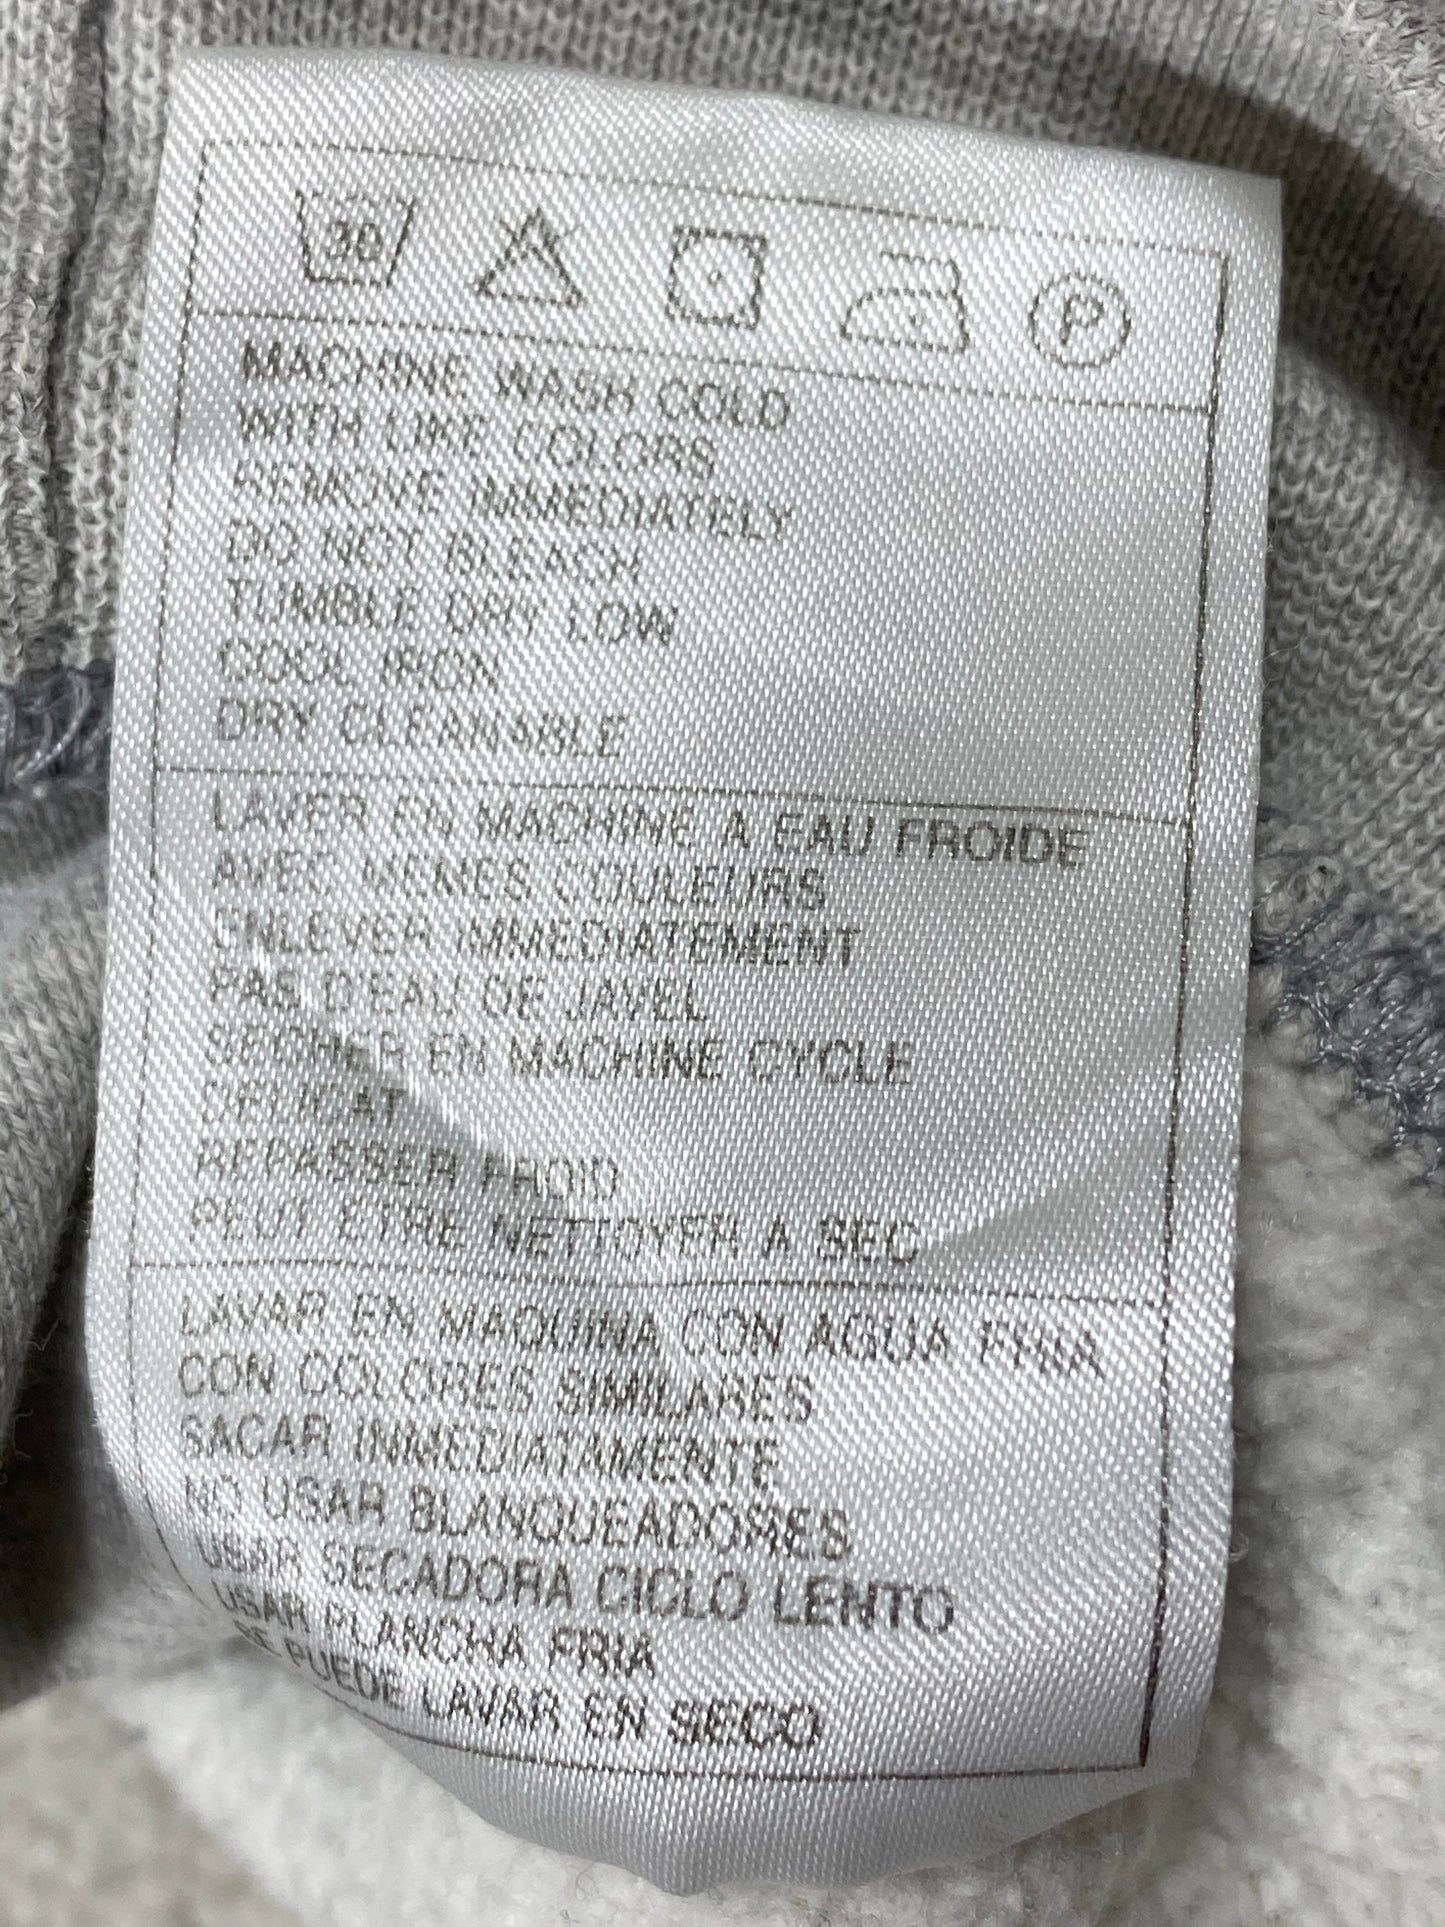 30
P
MACHINE WASH COLD
WITH LIKE COLORS
REMOVE IMMEDIATELY
DO NOT BLEACH
TUMBLE DRY LOW
COOL IRON
DRY CLEANABLE
LAVER EN MACHINE A EAU FROIDE
AVEC MEMES COULEURS
ENLEVER IMMEDIATEMENT
PAS D'EAU DE JAVEL
SECHER EN MACHINE CYCLE
DELICAT
REPASSER FROID
PEUT ETRE NETTOYER A SEC
LAVAR EN MAQUINA CON AGUA FRIA
CON COLORES SIMILARES
SACAR INMEDIATAMENTE
NO USAR BLANQUEADORES
USAR SECADORA CICLO LENTO
USAR PLANCHA FRIA
SE PUEDE LAVAR EN SECO